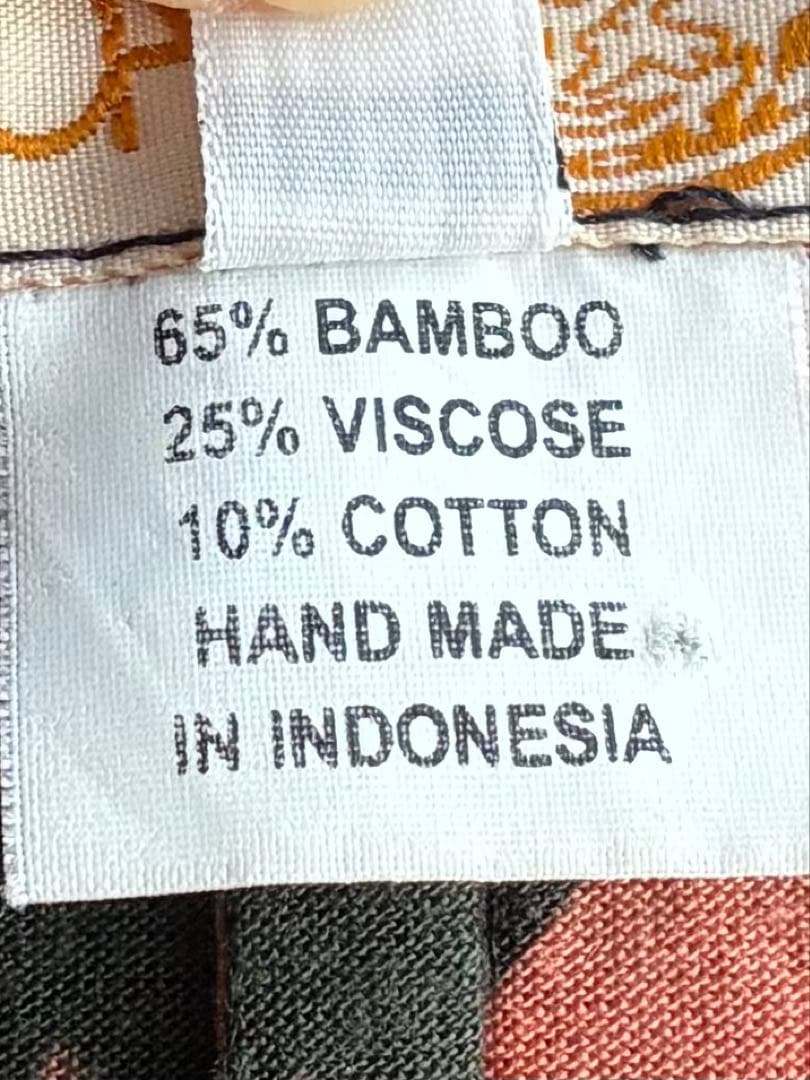 65% BAMBOO
25% VISCOSE
10% COTTON
HAND MADE
IN INDONESIA